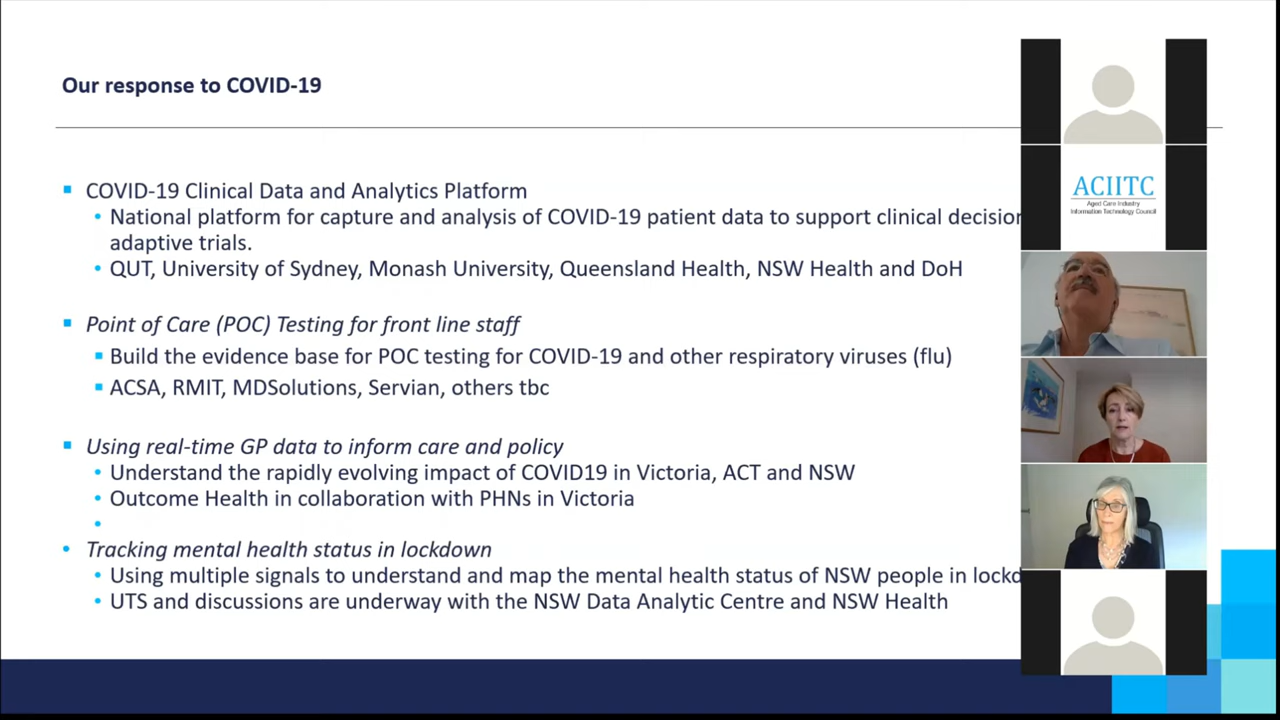 Our response to COVID-19
COVID-19 Clinical Data and Analytics Platform
National platform for capture and analysis of COVID-19 patient data to support clinical
adaptive trials.
QUT, University of Sydney, Monash University, Queensland Health, NSW Health and DoH
Point of Care (POC) Testing for front line staff
Build the evidence base for POC testing for COVID-19 and other respiratory viruses (flu)
ACSA, RMIT, MDSolutions, Servian, others tbc
Using real-time GP data to inform care and policy
Understand the rapidly evolving impact of COVID19 in Victoria, ACT and NSW
Outcome Health in collaboration with PHNs in Victoria
Tracking mental health status in lockdown
Using multiple signals to understand and map the mental health status of NSW people in
UTS and discussions are underway with the NSW Data Analytic Centre and NSW Health
ACIITC
Aged Care Industry
Information Technology Council